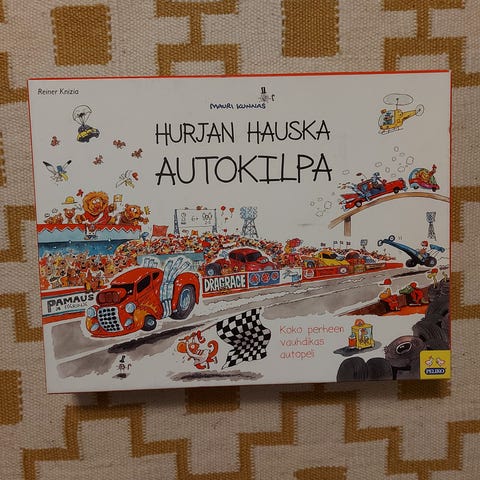 Reiner Knizia
MAURI KUNNAS
HURJAN HAUSKA
AUTOKILPA
DRAGRACE
PAMAUS
Koko perheen
vauhdikas
autopeli
PELIKO